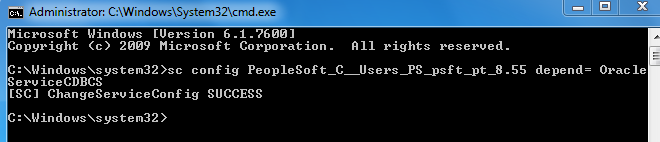 Administrator: C:\Windows\System32\cmd.exe
Microsoft Windows [Version 6.1.7600]
Copyright (c) 2009 Microsoft Corporation.  All rights reserved.
C:\Windows\system32>sc config PeopleSoft_C__Users_PS_psft_pt_8.55 depend= Oracle
ServiceCDBCS
[SC] ChangeServiceConfig SUCCESS
C:\Windows\system32>